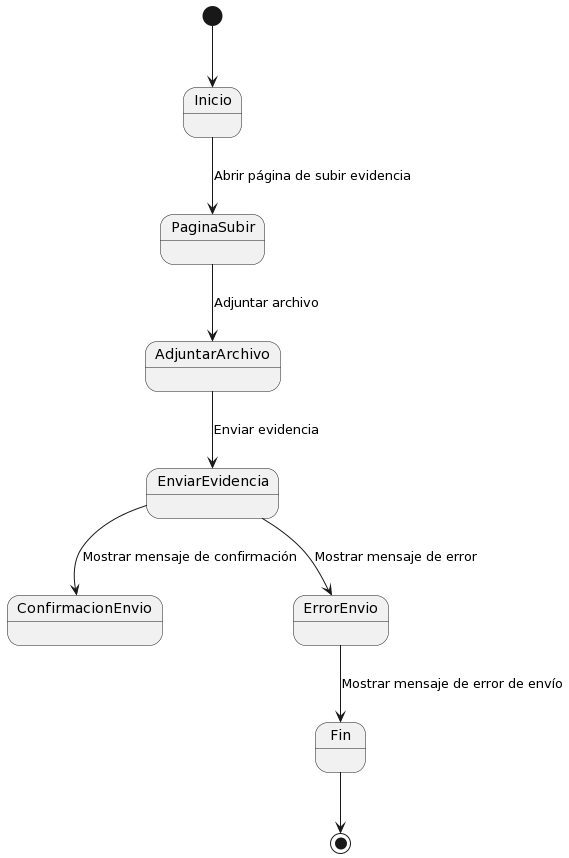 Inicio
Abrir página de subir evidencia
PaginaSubir
Adjuntar archivo
AdjuntarArchivo
Enviar evidencia
EnviarEvidencia
Mostrar mensaje de confirmación
Mostrar mensaje de error
ConfirmacionEnvio
ErrorEnvio
Mostrar mensaje de error de envío
Fin